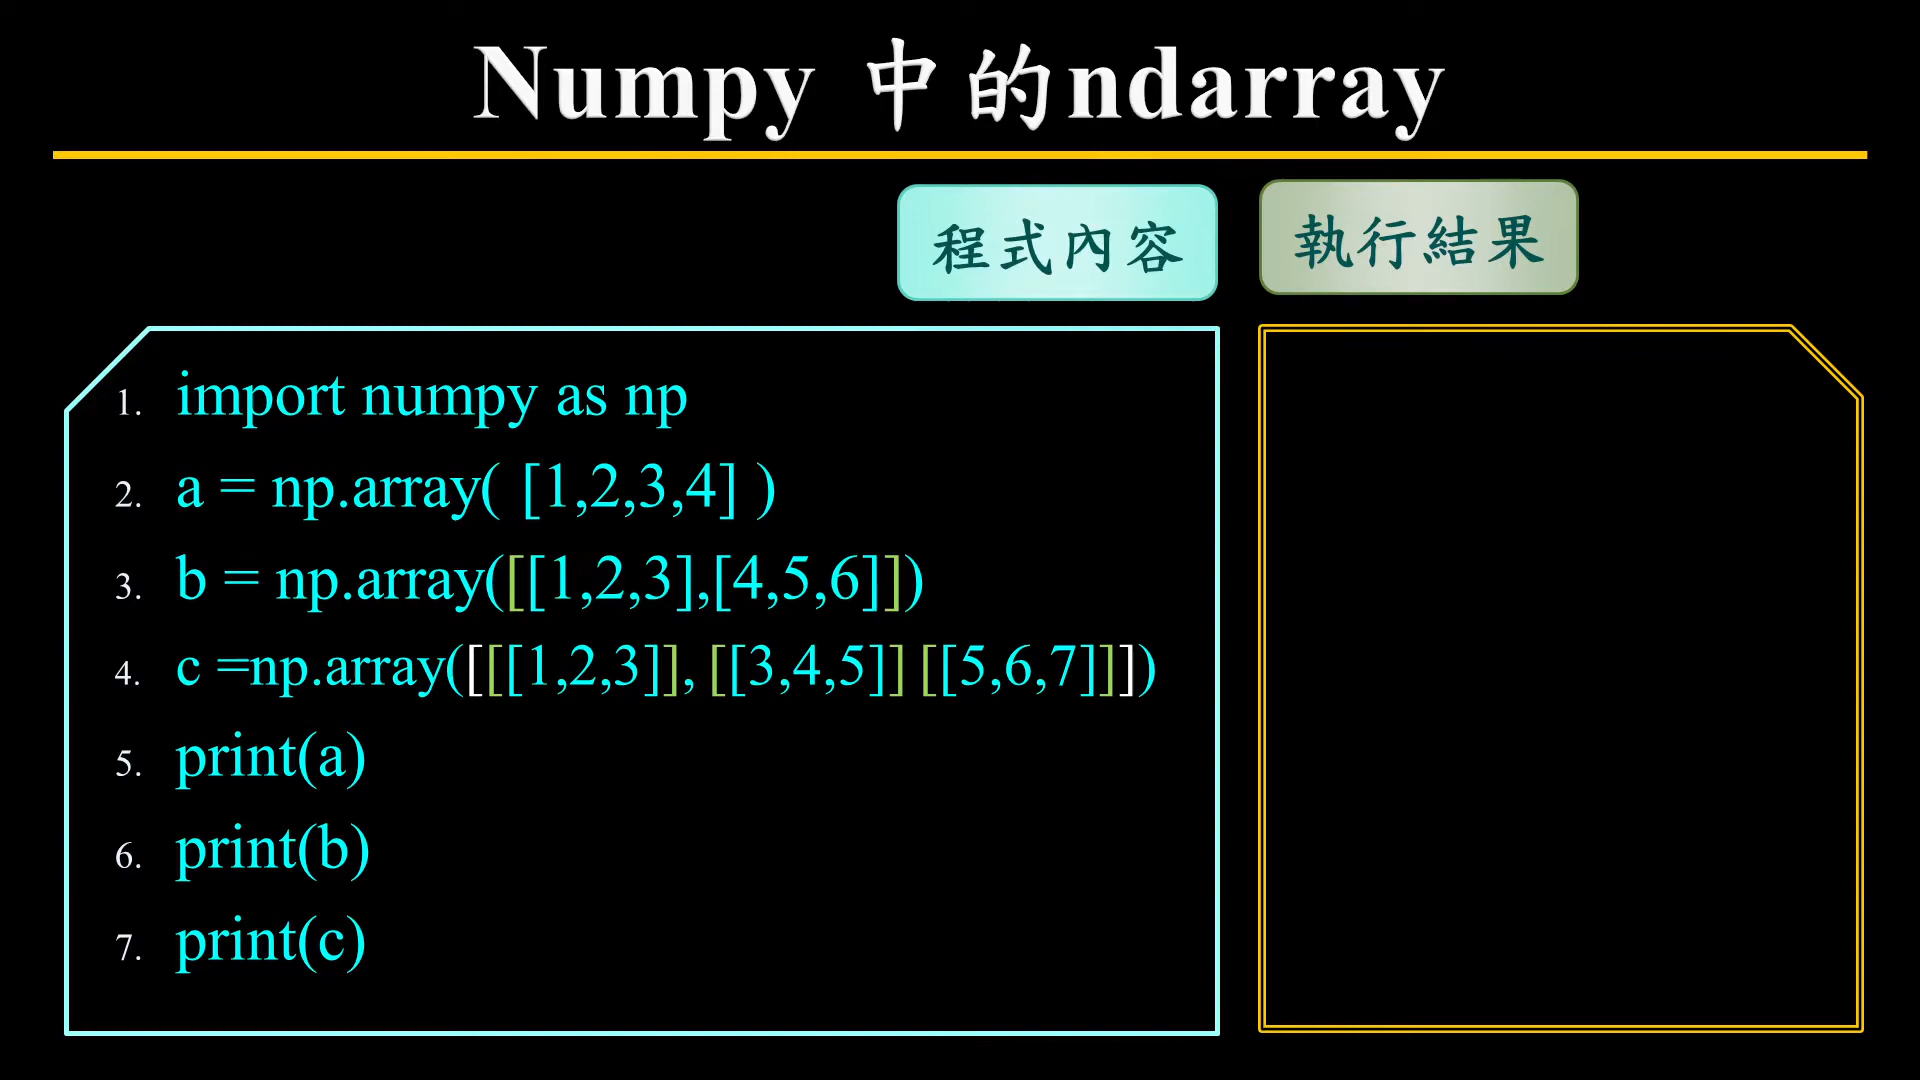 Numpy 中的ndarray
程式內容
執行結果
1. import numpy as np
2. a = np.array( [1,2,3,4] )
3. b = np.array([[1,2,3],[4,5,6]])
4. c =np.array([[[1,2,3]], [[3,4,5]] [[5,6,7]]])
5. print(a)
6. print(b)
7. print(c)